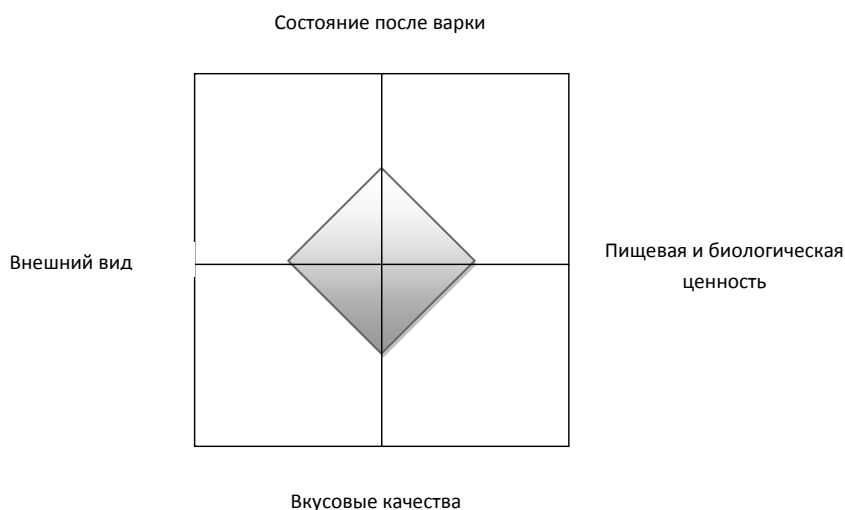 Состояние после варки
Внешний вид
Пищевая и биологическая
ценность
Вкусовые качества